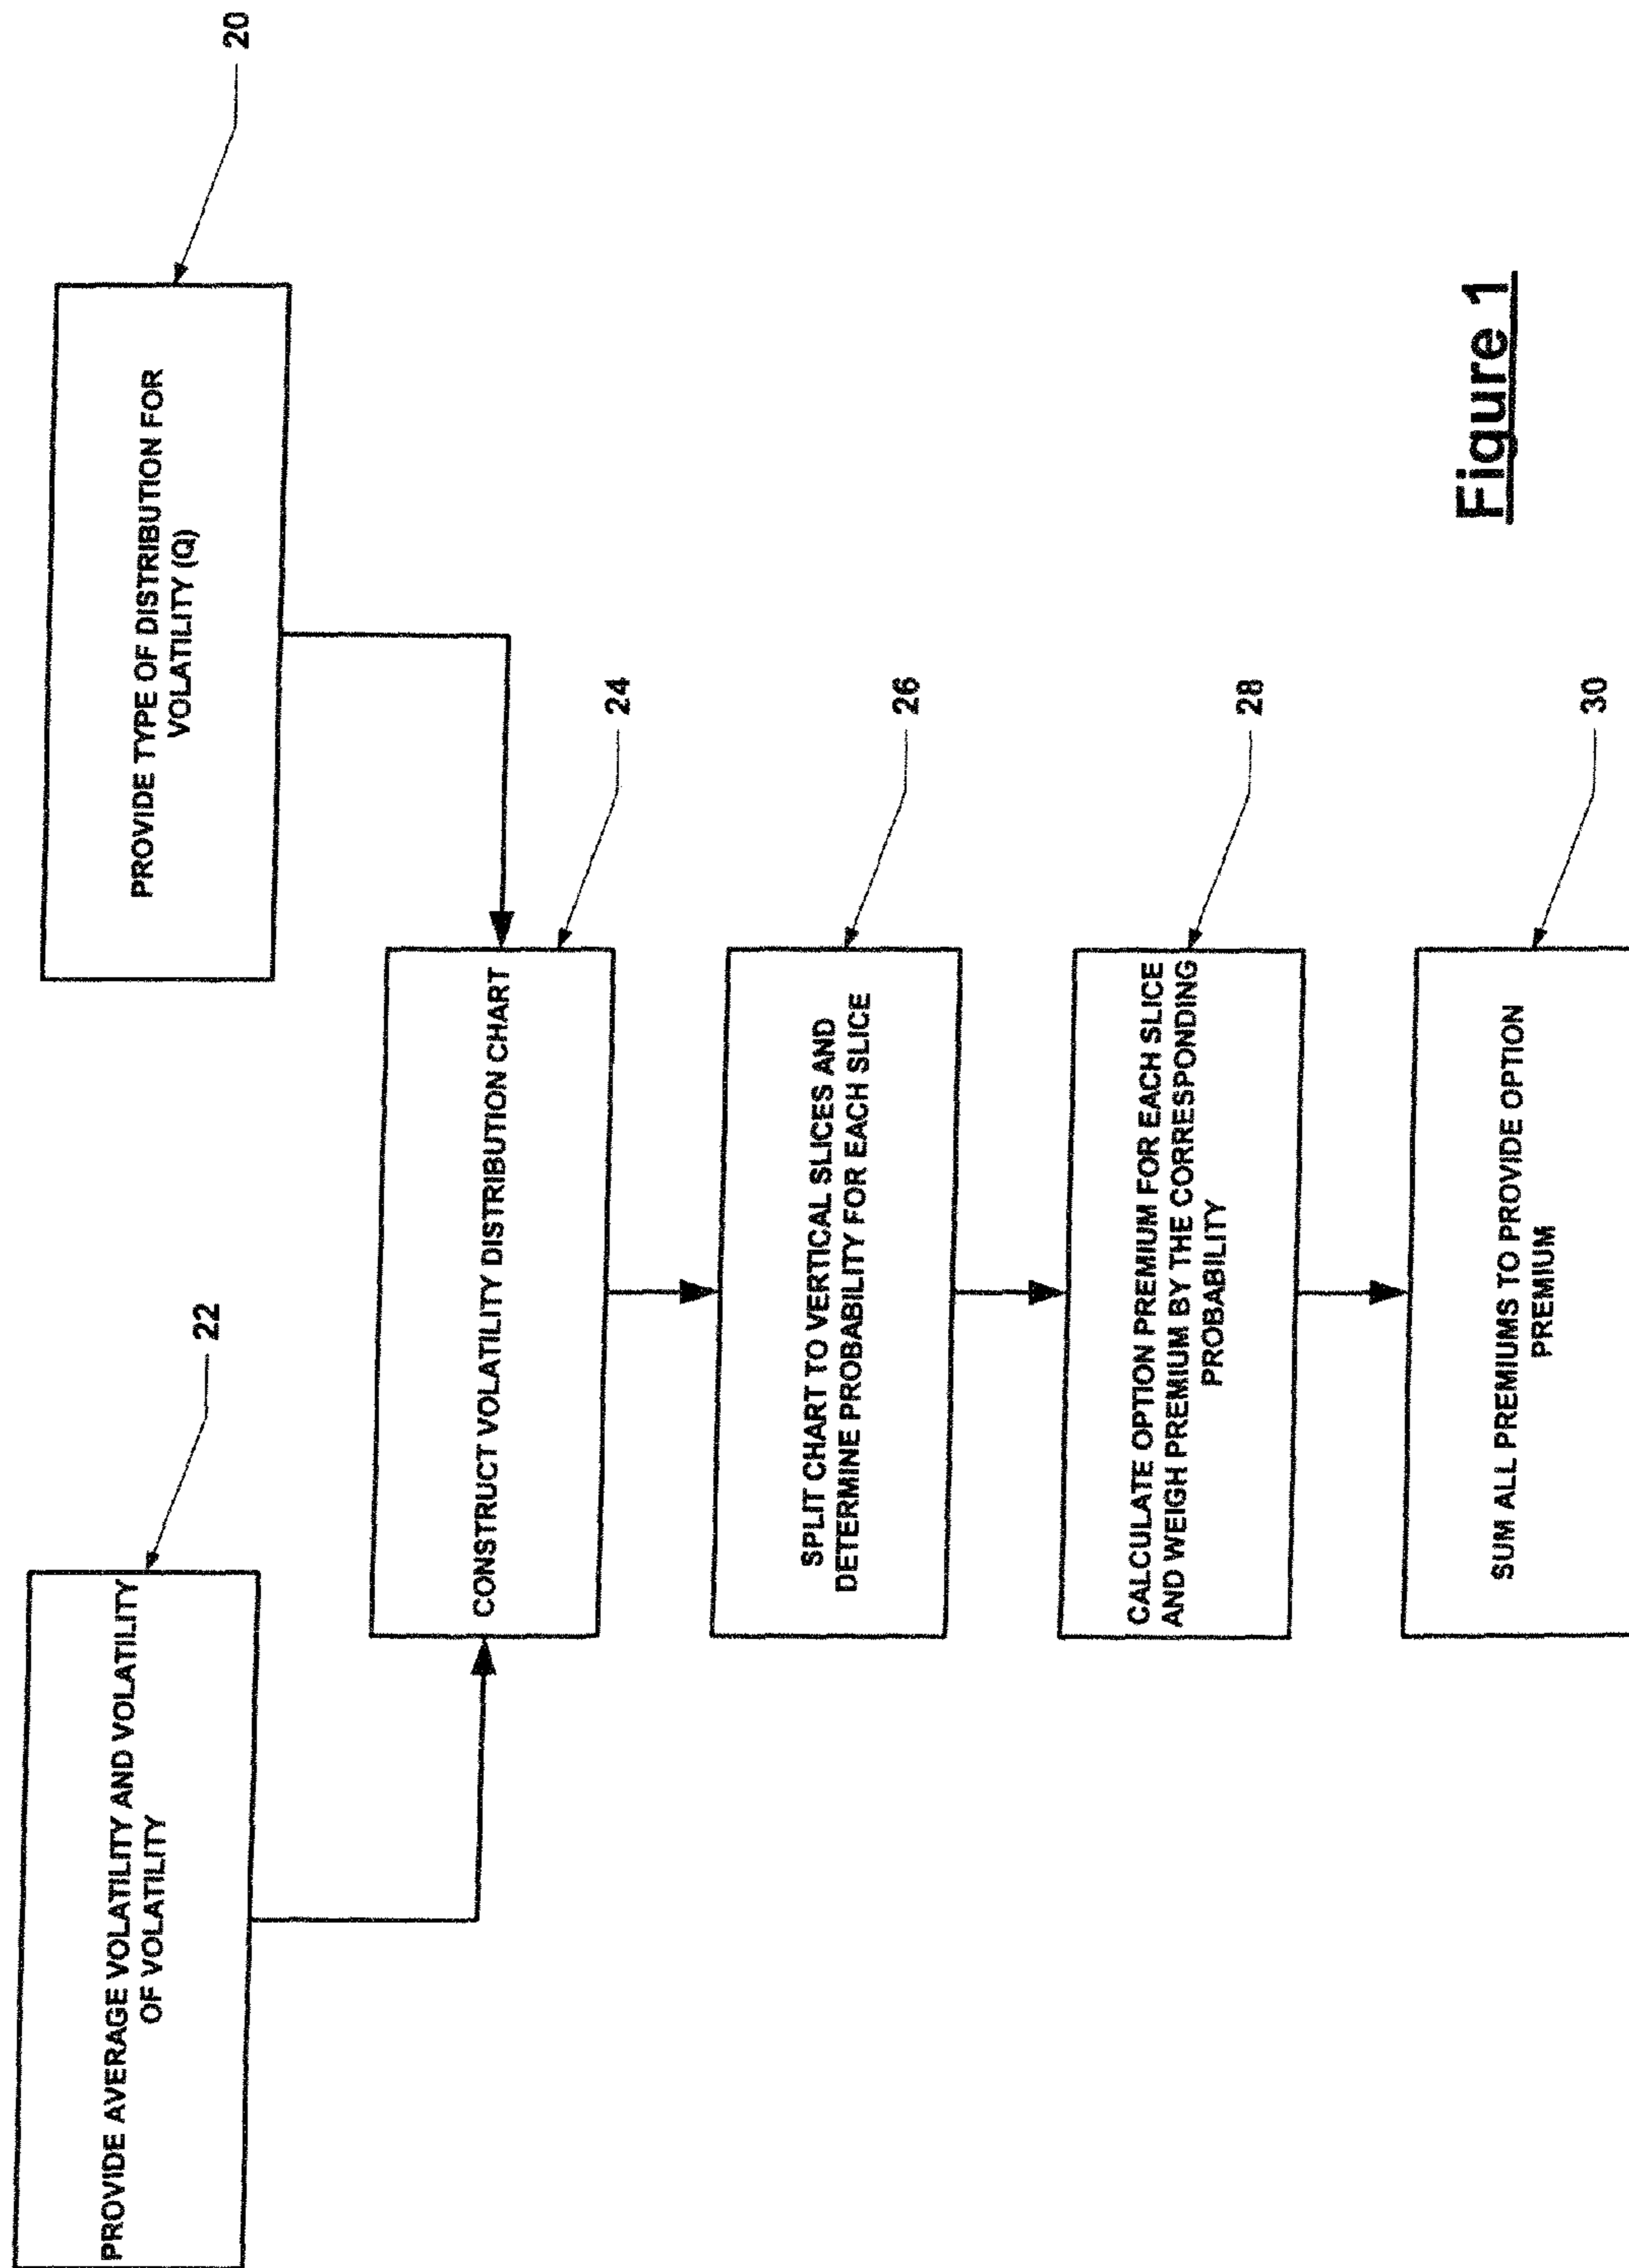 PROVIDE AVERAGE VOLATILITY AND VOLATILITY
OF VOLATILITY
22
PROVIDE TYPE OF DISTRIBUTION FOR
VOLATILITY (Q)
20
CONSTRUCT VOLATILITY DISTRIBUTION CHART
24
SPLIT CHART TO VERTICAL SLICES AND
DETERMINE PROBABILITY FOR EACH SLICE
26
CALCULATE OPTION PREMIUM FOR EACH SLICE
AND WEIGH PREMIUM BY THE CORRESPONDING
PROBABILITY
28
SUM ALL PREMIUMS TO PROVIDE OPTION
PREMIUM
30
Figure 1